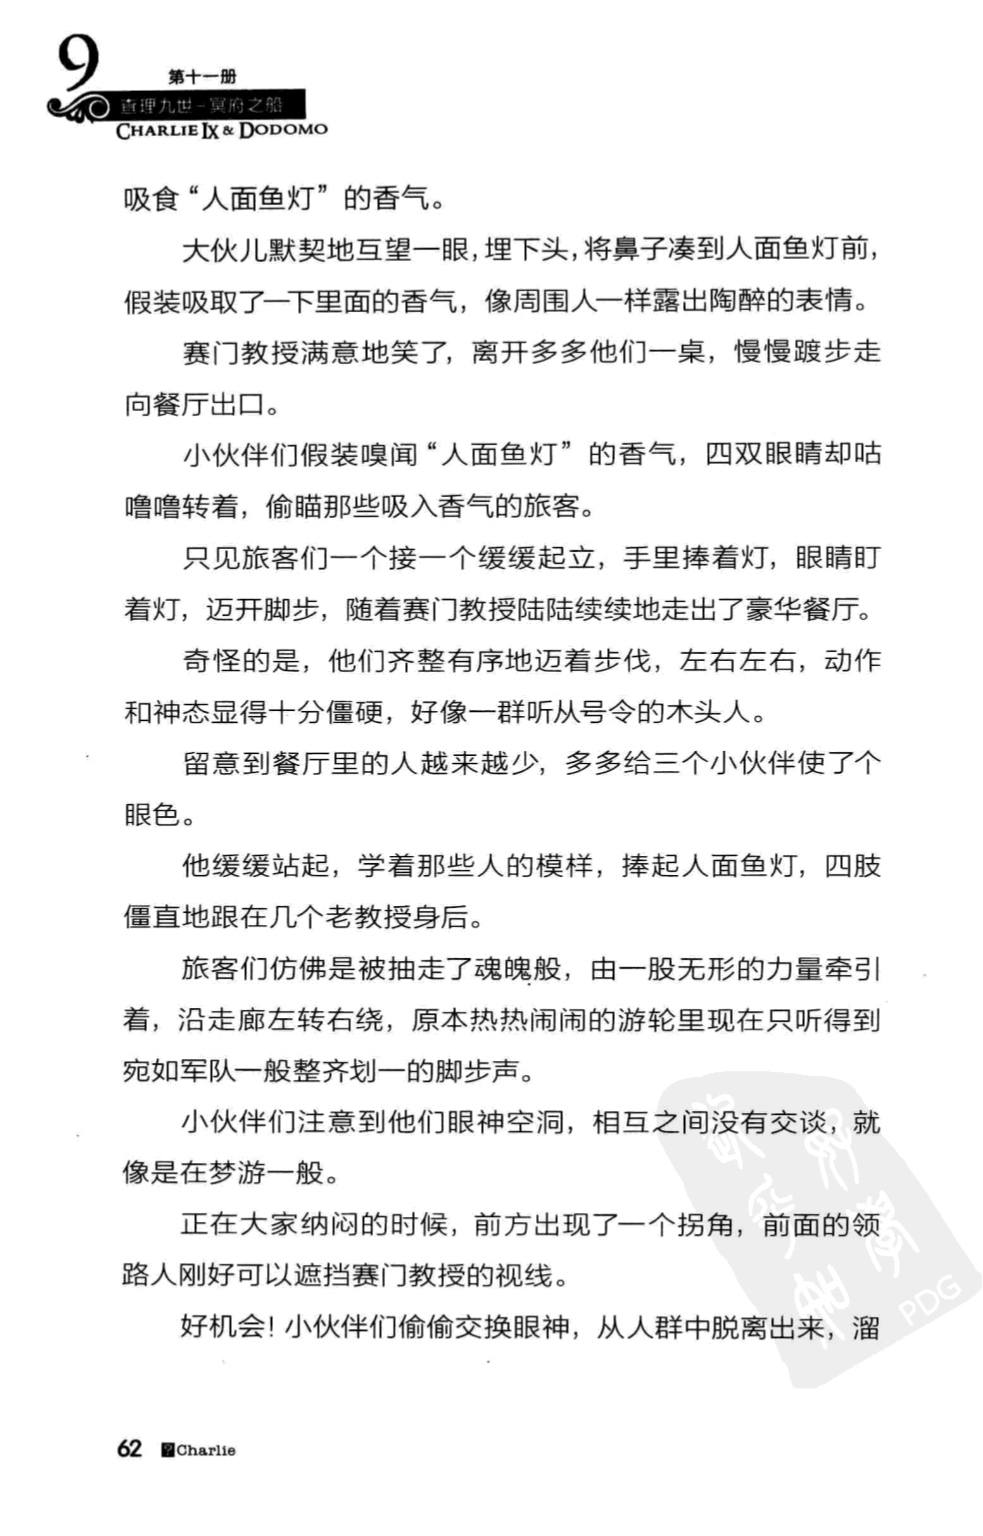 9
第十一册
查理九世-冥府之船
CHARLIE IX & DODOMO
吸食“人面鱼灯”的香气。
大伙儿默契地互望一眼,埋下头,将鼻子凑到人面鱼灯前,
假装吸取了一下里面的香气，像周围人一样露出陶醉的表情。
赛门教授满意地笑了，离开多多他们一桌，慢慢踱步走
向餐厅出口。
小伙伴们假装嗅闻“人面鱼灯”的香气，四双眼睛却咕
噜噜转着，偷瞄那些吸入香气的旅客。
只见旅客们一个接一个缓缓起立，手里捧着灯，眼睛盯
着灯，迈开脚步，随着赛门教授陆陆续续地走出了豪华餐厅。
奇怪的是，他们齐整有序地迈着步伐，左右左右，动作
和神态显得十分僵硬，好像一群听从号令的木头人。
留意到餐厅里的人越来越少，多多给三个小伙伴使了个
眼色。
他缓缓站起，学着那些人的模样，捧起人面鱼灯，四肢
僵直地跟在几个老教授身后。
旅客们仿佛是被抽走了魂魄般，由一股无形的力量牵引
着，沿走廊左转右绕，原本热热闹闹的游轮里现在只听得到
宛如军队一般整齐划一的脚步声。
小伙伴们注意到他们眼神空洞，相互之间没有交谈，就
像是在梦游一般。
正在大家纳闷的时候，前方出现了一个拐角，前面的领
路人刚好可以遮挡赛门教授的视线。
好机会！小伙伴们偷偷交换眼神，从人群中脱离出来，溜
PDG
62 ?Charlie